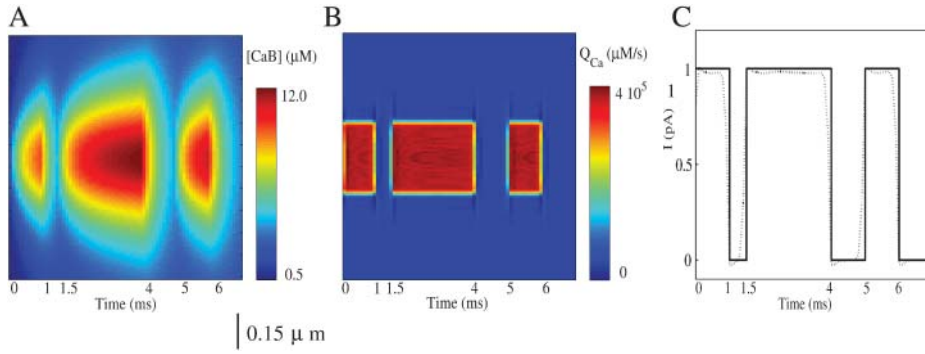 A
[CaB] (μM)
12.0
0.5
0 1 1.5 4 5 6
Time (ms)
0.15 μ m
B
Q_Ca (μM/s)
4 10^5
0
0 1 1.5 4 5 6
Time (ms)
C
I (pA)
1
1
0.5
0
0 1 1.5 4 5 6
Time (ms)